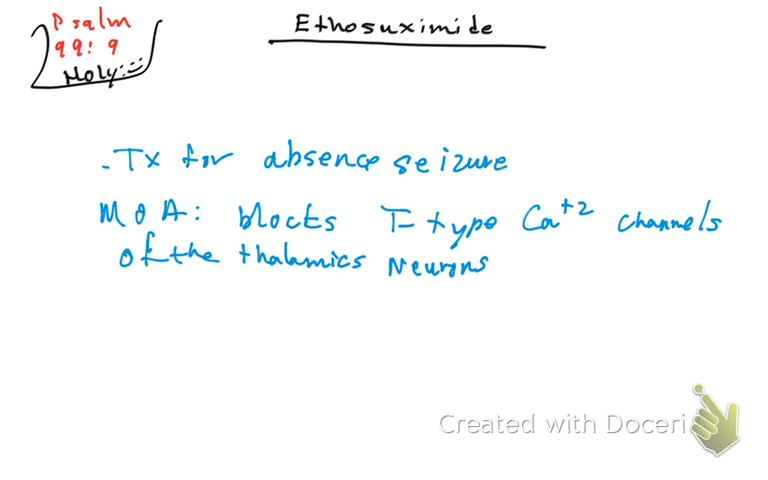 Psalm
99:9
Holy
Ethosuximide
. Tx for absence seizure
MOA: blocks T-type Ca+2 channels
of the thalamics Neurons
Created with Doceri